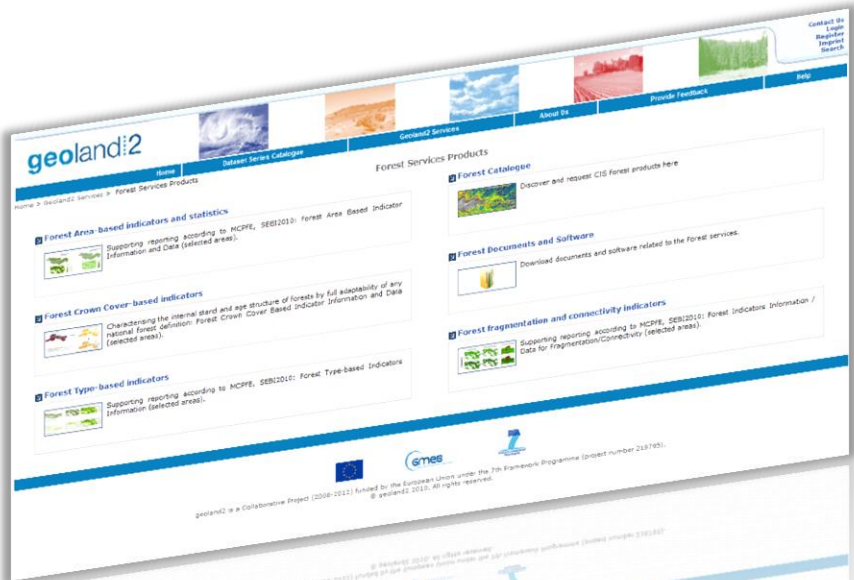 Contact Us
Login
Register
Imprint
Search
geoland2
Home
Dataset Series Catalogue
Geoland2 Services
About Us
Provide Feedback
Help
Home > Geoland2 Services > Forest Services Products
Forest Services Products
Forest Area-based indicators and statistics
Supporting reporting according to MCPFE, SEBI2010: Forest Area Based Indicator
Information and Data (selected areas).
Forest Crown Cover-based indicators
Characterising the internal stand and age structure of forests by full adaptability of any
national forest definition: Forest Crown Cover Based Indicator Information and Data
(selected areas).
Forest Type-based indicators
Supporting reporting according to MCPFE, SEBI2010: Forest Type-based Indicators
Information (selected areas).
Forest Catalogue
Discover and request CIS Forest products here
Forest Documents and Software
Download documents and software related to the Forest services.
Forest fragmentation and connectivity indicators
Supporting reporting according to MCPFE, SEBI2010: Forest Indicators Information /
Data for Fragmentation/Connectivity (selected areas).
Gmes
geoland2 is a Collaborative Project (2008-2012) funded by the European Union under the 7th Framework Programme (project number 218795).
© geoland2 2010. All rights reserved.